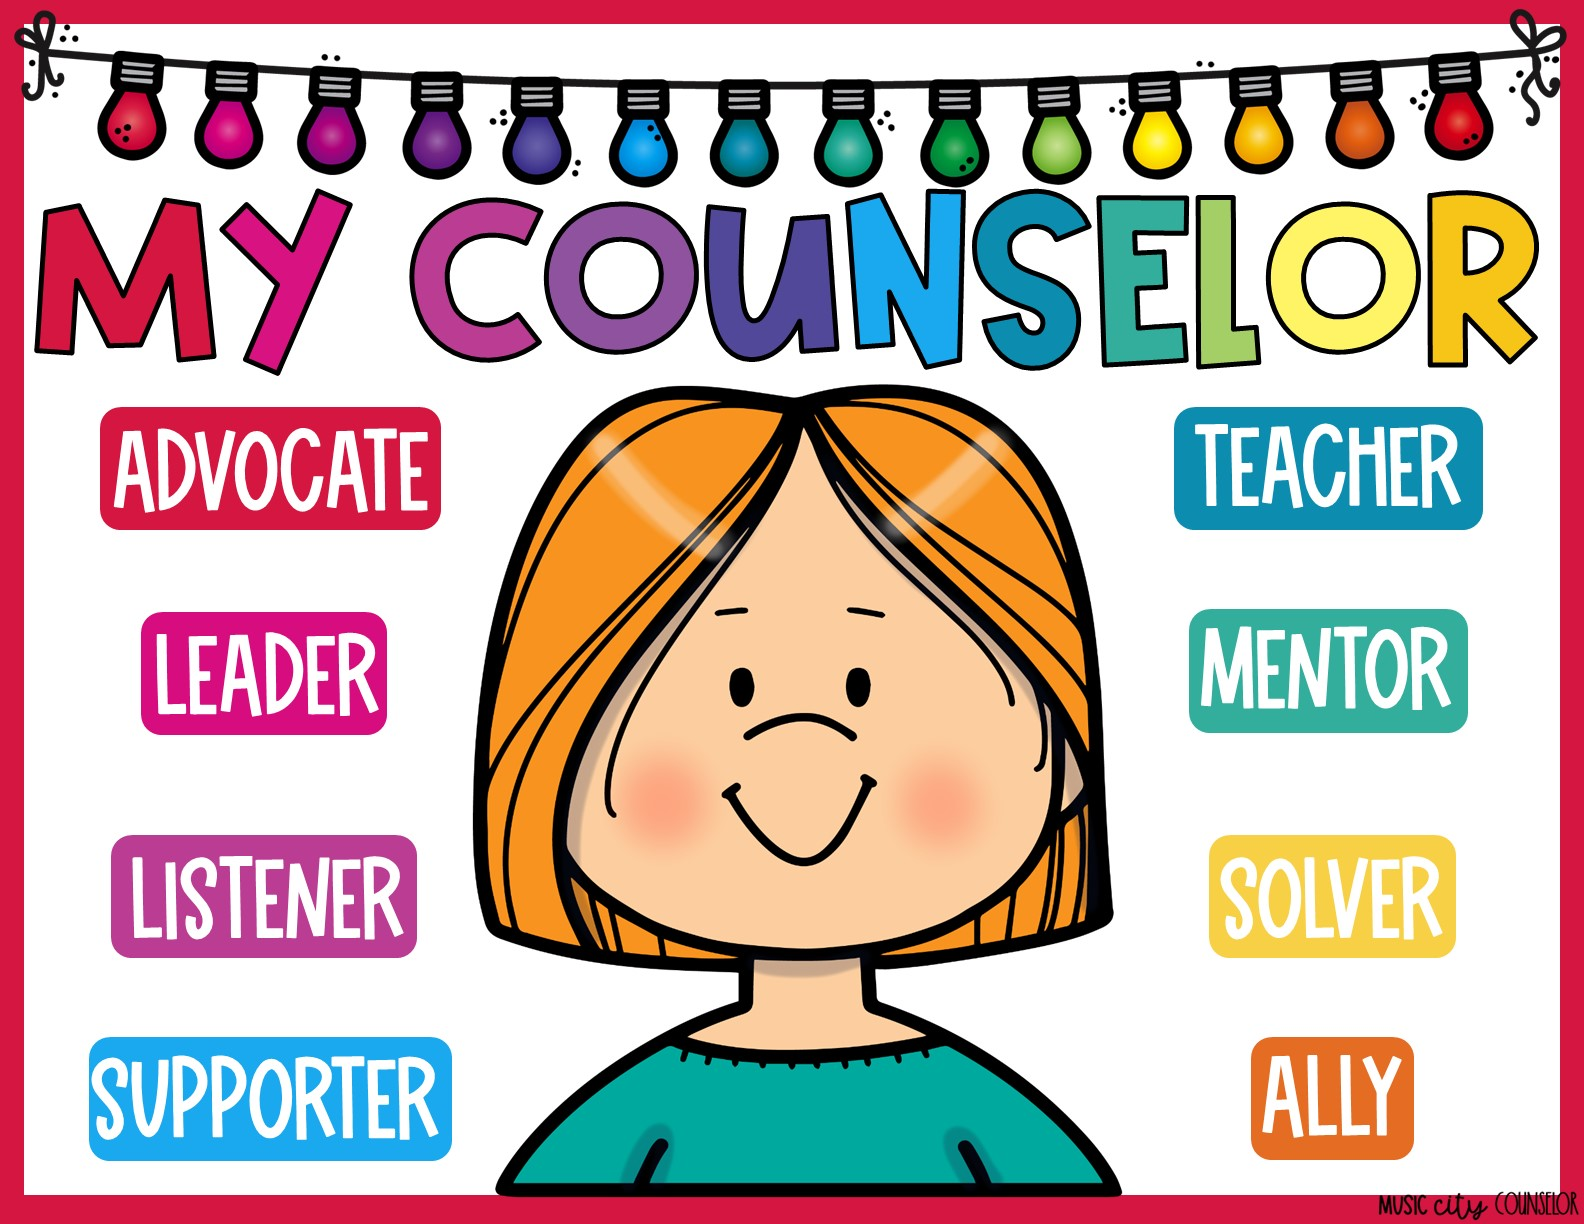 MY COUNSELOR
ADVOCATE
TEACHER
LEADER
MENTOR
LISTENER
SOLVER
SUPPORTER
ALLY
MUSIC city COUNSELOR